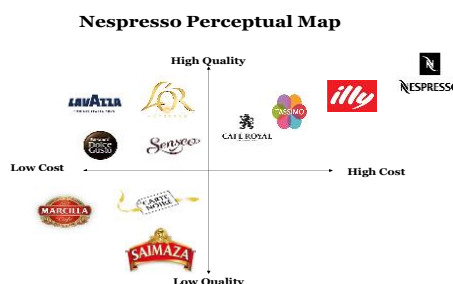 Nespresso Perceptual Map
High Quality
NESPRESSO
LAVAZZA
L'OR
illy
TASSIMO
CAFE ROYAL
Dolce
Gusto
Senseo
Low Cost
High Cost
MARCILLA
CARTE
NOIRE
SAIMAZA
Low Quality